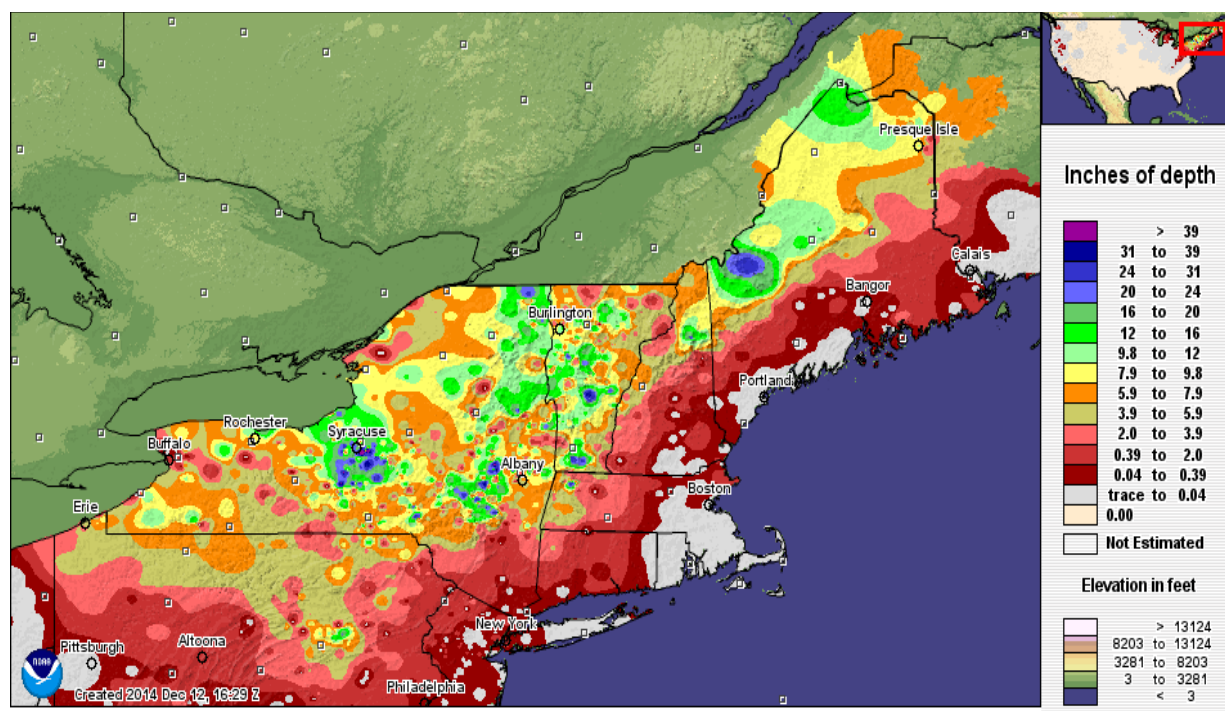 Presque Isle
Calais
Bangor
Burlington
Portland
Rochester
Syracuse
Buffalo
Albany
Boston
Erie
New York
Pittsburgh
Altoona
Philadelphia
NOAA
Created 2014 Dec 12, 16:29 Z
Inches of depth
> 39
31 to 39
24 to 31
20 to 24
16 to 20
12 to 16
9.8 to 12
7.9 to 9.8
5.9 to 7.9
3.9 to 5.9
2.0 to 3.9
0.39 to 2.0
0.04 to 0.39
trace to 0.04
0.00
Not Estimated
Elevation in feet
> 13124
8203 to 13124
3281 to 8203
3 to 3281
< 3